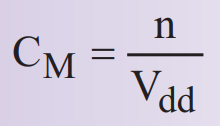 C_M = n / V_dd